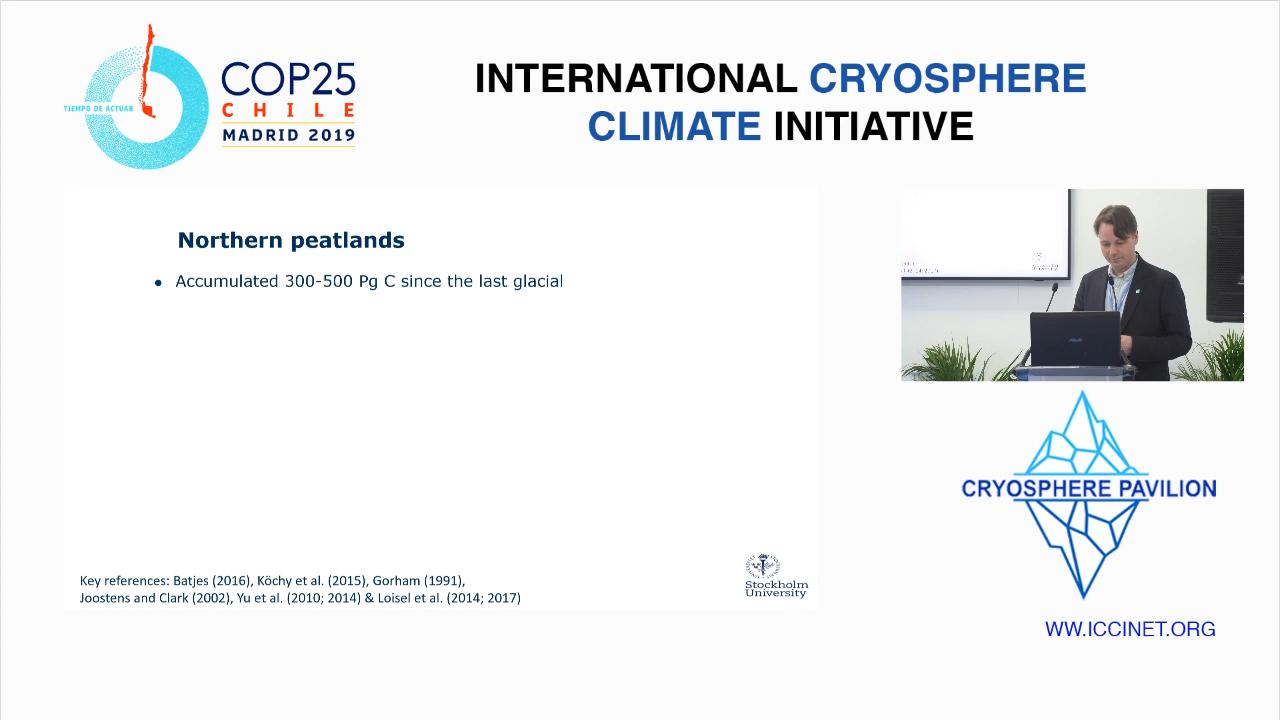 TIEMPO DE ACTUAR
COP25
CHILE
MADRID 2019
INTERNATIONAL CRYOSPHERE
CLIMATE INITIATIVE
Northern peatlands
• Accumulated 300-500 Pg C since the last glacial
Key references: Batjes (2016), Köchy et al. (2015), Gorham (1991),
Joostens and Clark (2002), Yu et al. (2010; 2014) & Loisel et al. (2014; 2017)
Stockholm
University
CRYOSPHERE PAVILION
WW.ICCINET.ORG